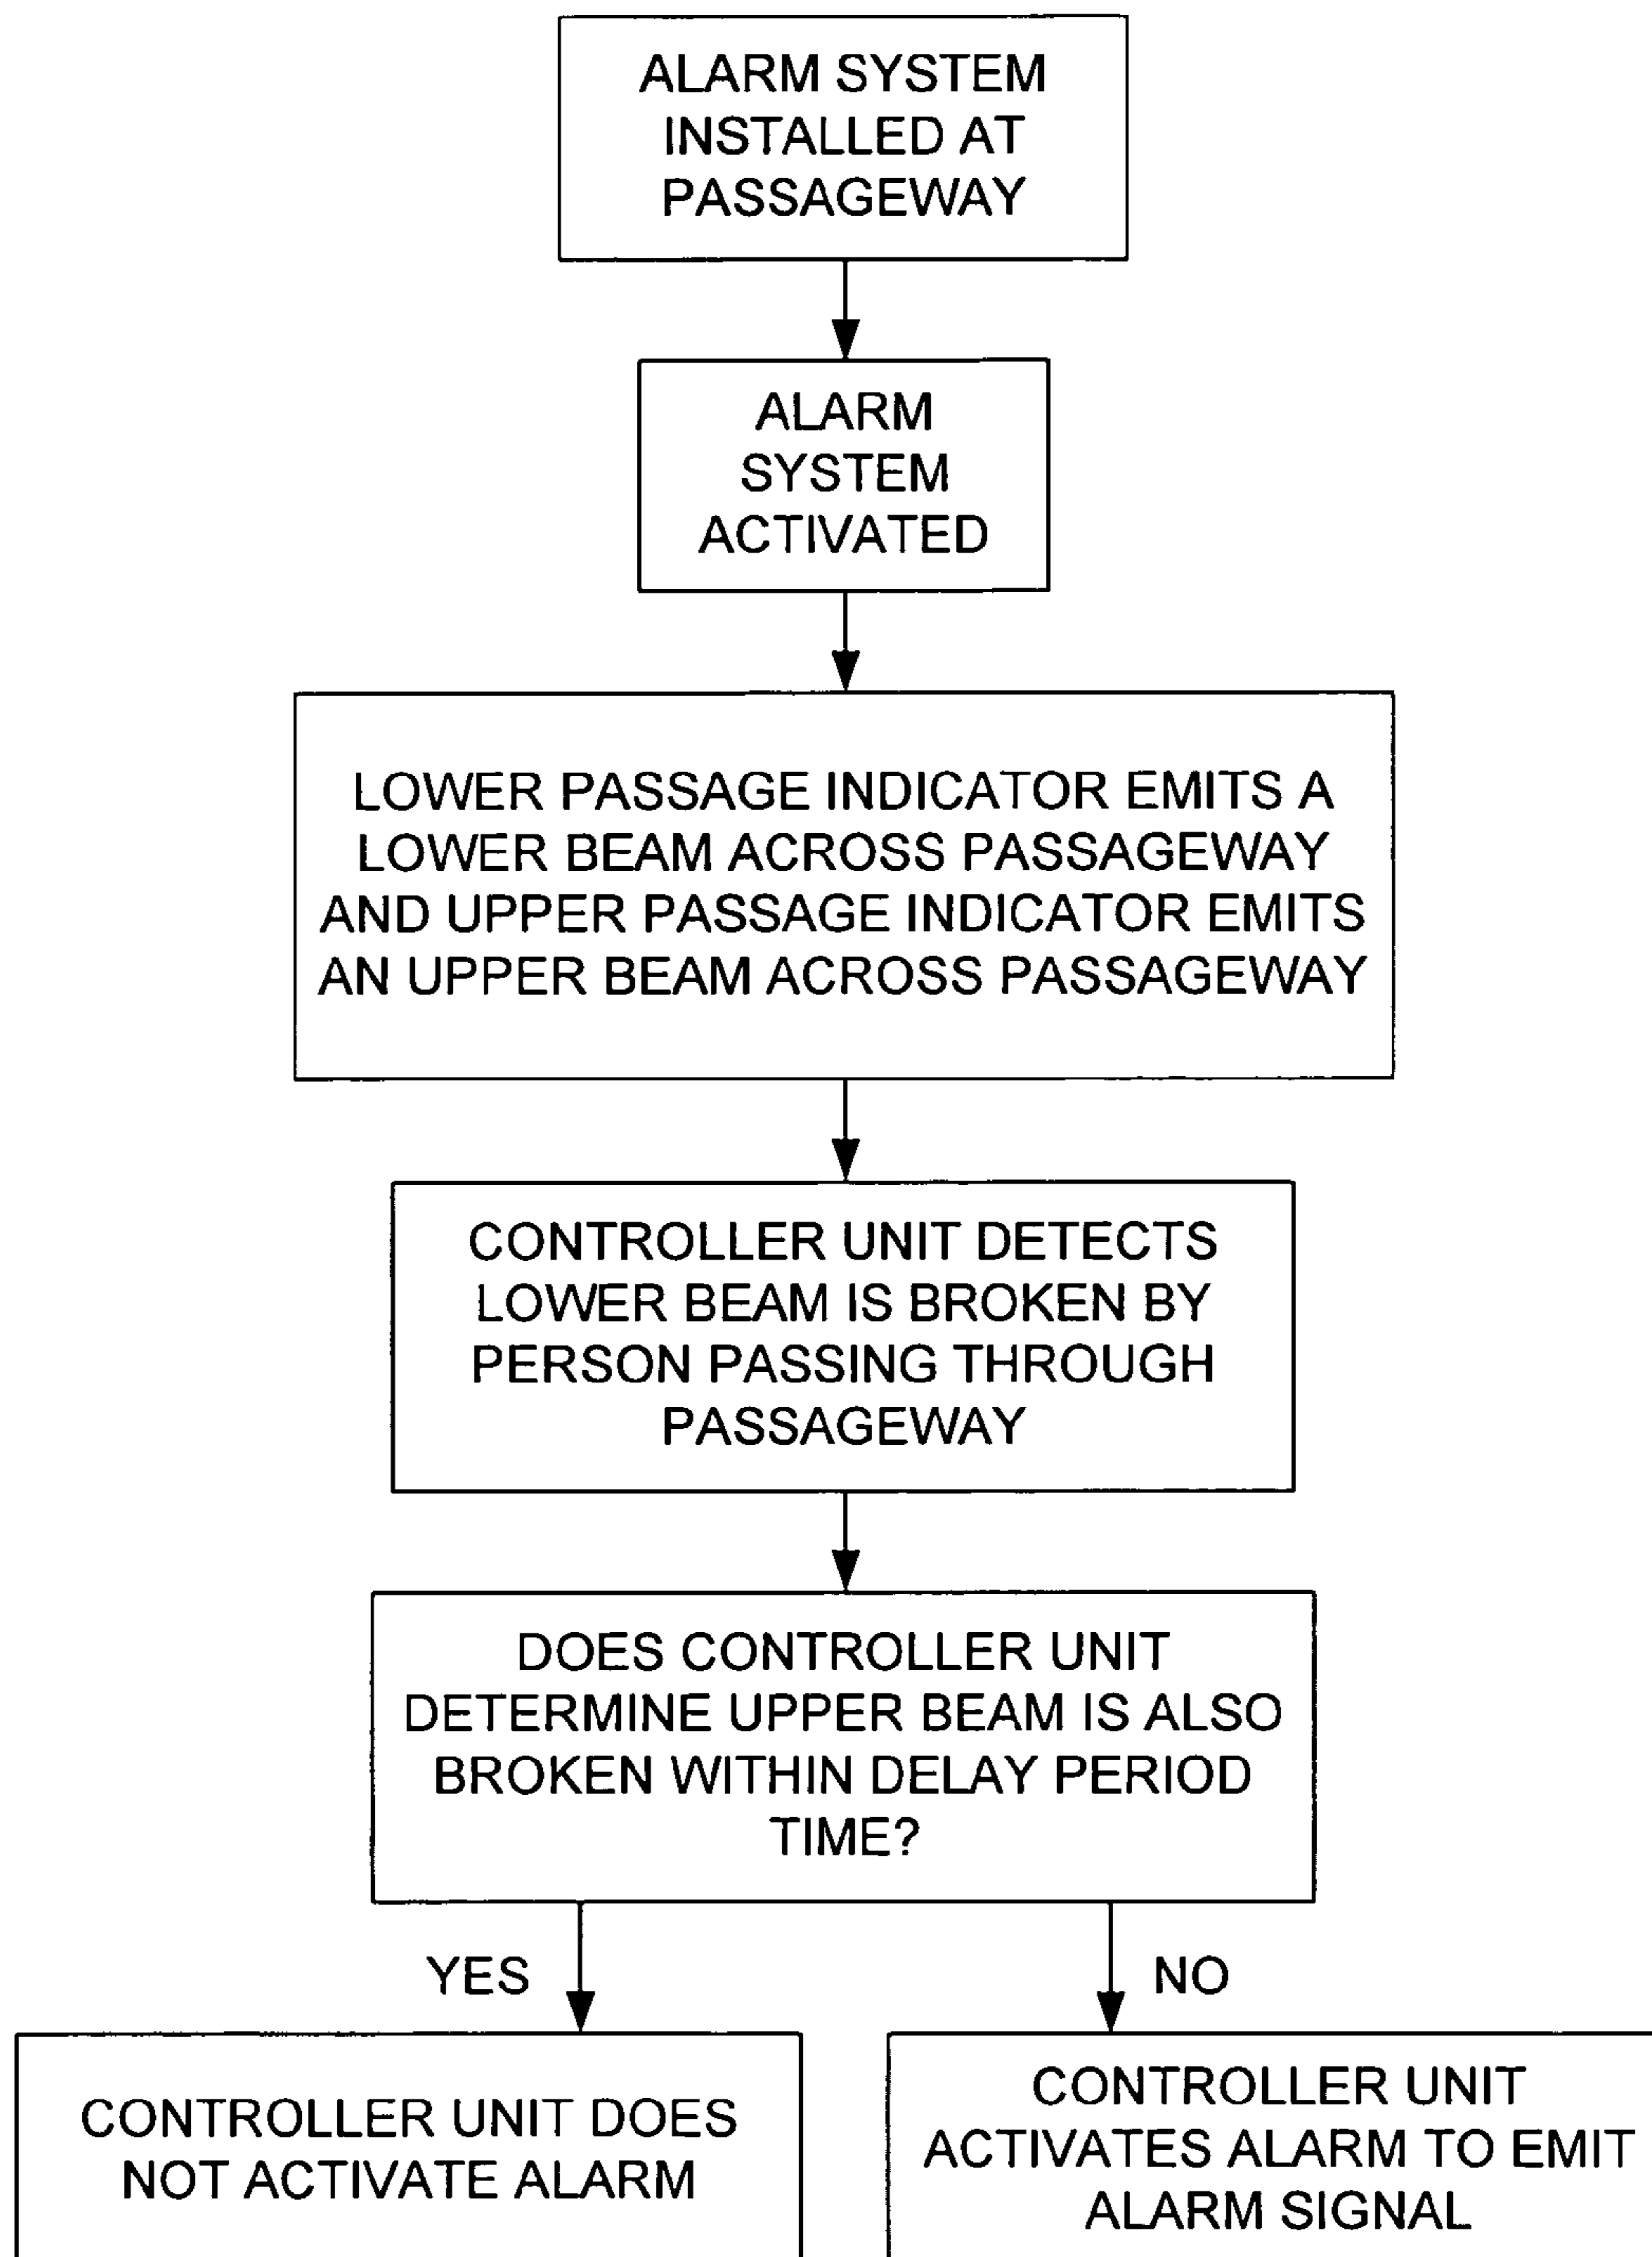 ALARM SYSTEM
INSTALLED AT
PASSAGEWAY
ALARM
SYSTEM
ACTIVATED
LOWER PASSAGE INDICATOR EMITS A
LOWER BEAM ACROSS PASSAGEWAY
AND UPPER PASSAGE INDICATOR EMITS
AN UPPER BEAM ACROSS PASSAGEWAY
CONTROLLER UNIT DETECTS
LOWER BEAM IS BROKEN BY
PERSON PASSING THROUGH
PASSAGEWAY
DOES CONTROLLER UNIT
DETERMINE UPPER BEAM IS ALSO
BROKEN WITHIN DELAY PERIOD
TIME?
YES
NO
CONTROLLER UNIT DOES
NOT ACTIVATE ALARM
CONTROLLER UNIT
ACTIVATES ALARM TO EMIT
ALARM SIGNAL